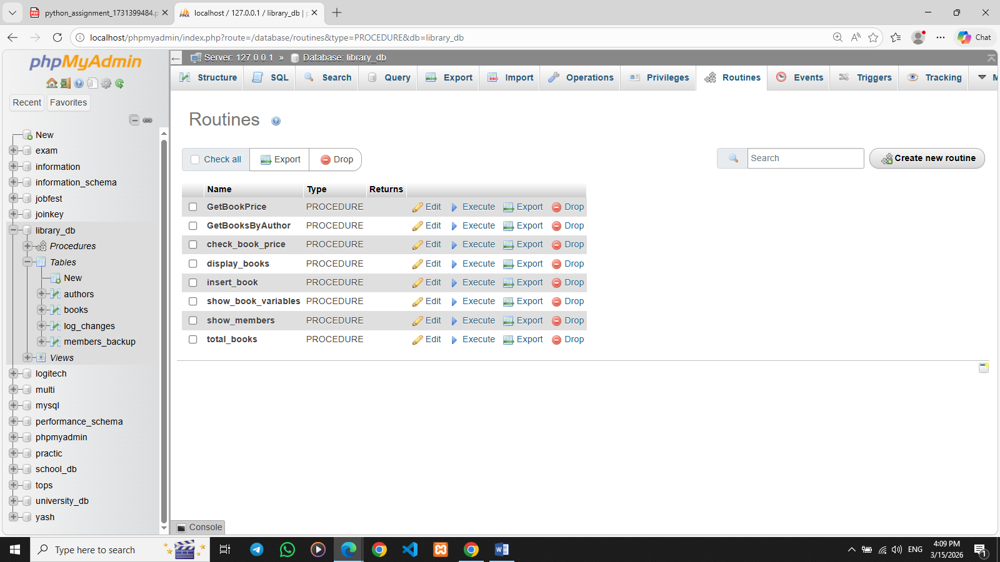 python_assignment_1731399484.p
localhost / 127.0.0.1 / library_db | p
localhost/phpmyadmin/index.php?route=/database/routines&type=PROCEDURE&db=library_db
Chat
phpMyAdmin
Recent Favorites
New
exam
information
information_schema
jobfest
joinkey
library_db
Procedures
Tables
New
authors
books
log_changes
members_backup
Views
logitech
multi
mysql
performance_schema
phpmyadmin
practic
school_db
tops
university_db
yash
Server: 127.0.0.1 » Database: library_db
Structure SQL Search Query Export Import Operations Privileges Routines Events Triggers Tracking M
Routines
Check all Export Drop
Search Create new routine
Name Type Returns
GetBookPrice PROCEDURE Edit Execute Export Drop
GetBooksByAuthor PROCEDURE Edit Execute Export Drop
check_book_price PROCEDURE Edit Execute Export Drop
display_books PROCEDURE Edit Execute Export Drop
insert_book PROCEDURE Edit Execute Export Drop
show_book_variables PROCEDURE Edit Execute Export Drop
show_members PROCEDURE Edit Execute Export Drop
total_books PROCEDURE Edit Execute Export Drop
Console
Type here to search
ENG
4:09 PM
3/15/2026
1